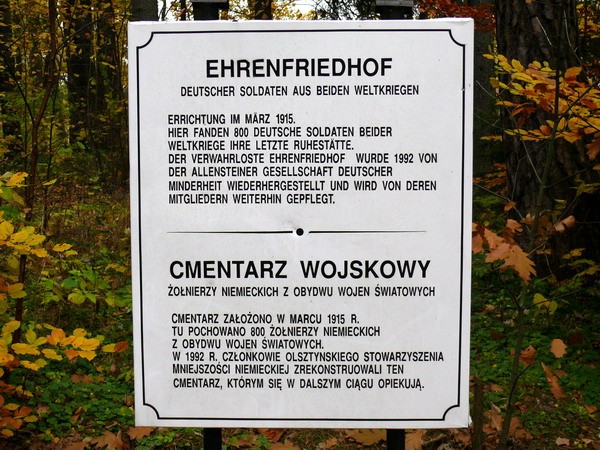 EHRENFRIEDHOF
DEUTSCHER SOLDATEN AUS BEIDEN WELTKRIEGEN
ERRICHTUNG IM MÄRZ 1915.
HIER FANDEN 800 DEUTSCHE SOLDATEN BEIDER
WELTKRIEGE IHRE LETZTE RUHESTÄTTE.
DER VERWAHRLOSTE EHRENFRIEDHOF WURDE 1992 VON
DER ALLENSTEINER GESELLSCHAFT DEUTSCHER
MINDERHEIT WIEDERHERGESTELLT UND WIRD VON DEREN
MITGLIEDERN WEITERHIN GEPFLEGT.
CMENTARZ WOJSKOWY
ŻOŁNIERZY NIEMIECKICH Z OBYDWU WOJEN ŚWIATOWYCH
CMENTARZ ZAŁOŻONO W MARCU 1915 R.
TU POCHOWANO 800 ŻOŁNIERZY NIEMIECKICH
Z OBYDWU WOJEN ŚWIATOWYCH.
W 1992 R. CZŁONKOWIE OLSZTYŃSKIEGO STOWARZYSZENIA
MNIEJSZOŚCI NIEMIECKIEJ ZREKONSTRUOWALI TEN
CMENTARZ, KTÓRYM SIĘ W DALSZYM CIĄGU OPIEKUJĄ.